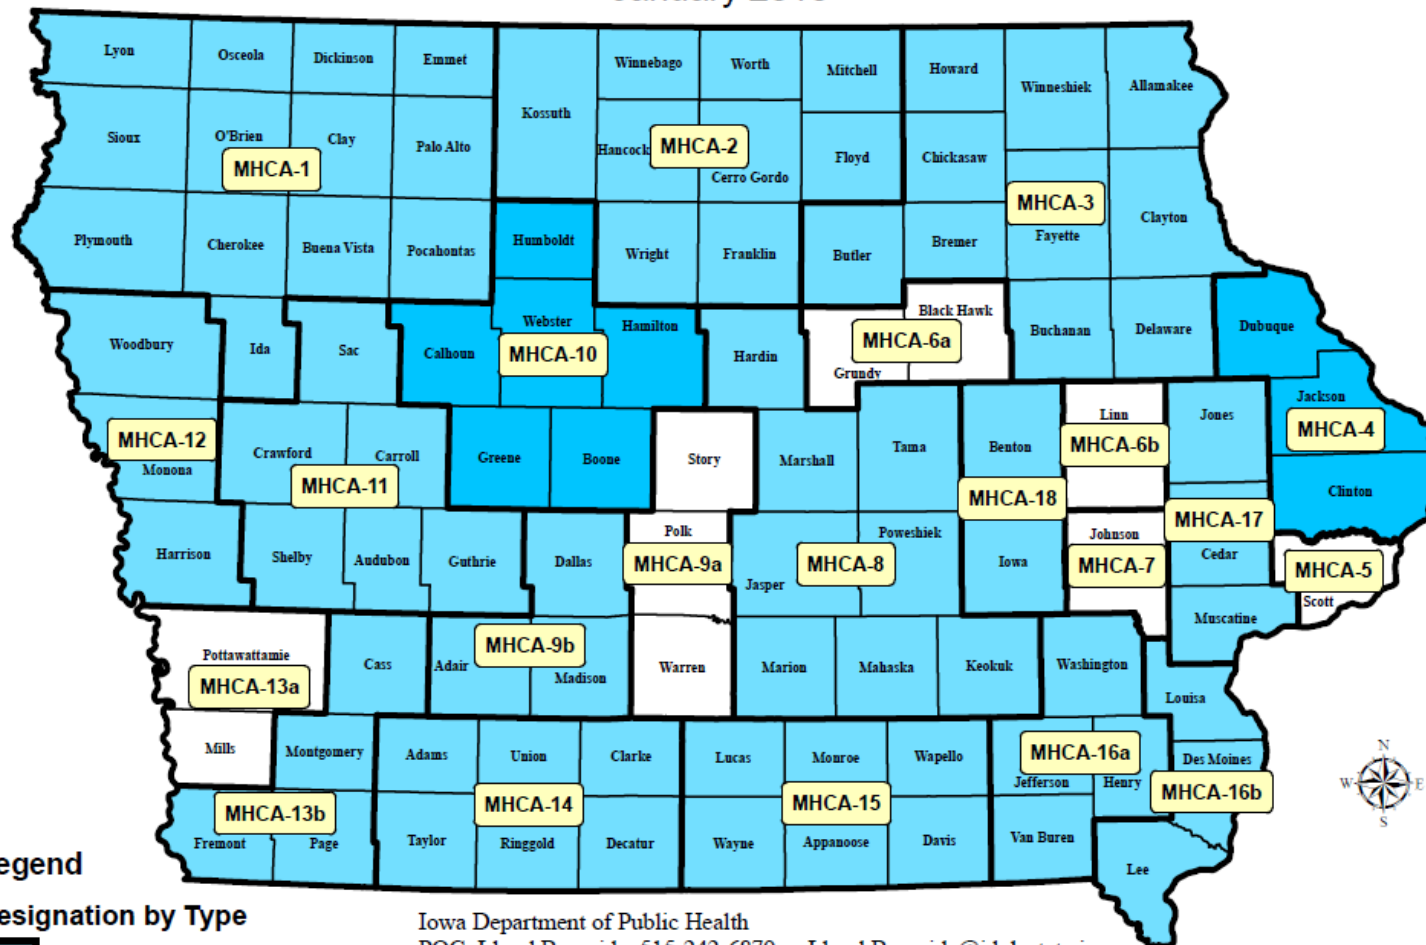 January
Lyon
Osceola
Dickinson
Emmet
Kossuth
Winnebago
Worth
Mitchell
Howard
Winneshiek
Allamakee
Sioux
O'Brien
Clay
Palo Alto
Hancock
Cerro Gordo
Floyd
Chickasaw
MHCA-1
MHCA-2
MHCA-3
Plymouth
Cherokee
Buena Vista
Pocahontas
Humboldt
Wright
Franklin
Butler
Bremer
Fayette
Clayton
Woodbury
Ida
Sac
Calhoun
Webster
Hamilton
MHCA-10
Hardin
Grundy
Black Hawk
MHCA-6a
Buchanan
Delaware
Dubuque
MHCA-12
Monona
Crawford
Carroll
MHCA-11
Greene
Boone
Story
Marshall
Tama
Benton
MHCA-18
Linn
MHCA-6b
Jones
Jackson
MHCA-4
Clinton
Harrison
Shelby
Audubon
Guthrie
Dallas
Polk
MHCA-9a
Jasper
MHCA-8
Poweshiek
Iowa
Johnson
MHCA-7
MHCA-17
Cedar
MHCA-5
Scott
Muscatine
Pottawattamie
MHCA-13a
Cass
Adair
MHCA-9b
Madison
Warren
Marion
Mahaska
Keokuk
Washington
Louisa
Mills
Montgomery
Adams
Union
Clarke
Lucas
Monroe
Wapello
MHCA-16a
Jefferson
Henry
Des Moines
MHCA-16b
MHCA-13b
Fremont
Page
Taylor
MHCA-14
Ringgold
Decatur
Wayne
MHCA-15
Appanoose
Davis
Van Buren
Lee
N
W
E
S
egend
esignation by Type
Iowa Department of Public Health